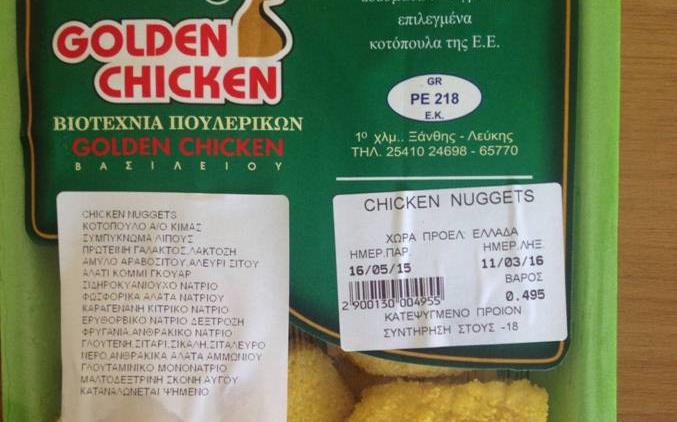 επιλεγμένα
κοτόπουλα της Ε.Ε.
GOLDEN
CHICKEN
ΒΙΟΤΕΧΝΙΑ ΠΟΥΛΕΡΙΚΩΝ
GOLDEN CHICKEN
ΒΑΣΙΛΕΙΟΥ
GR
PE 218
E.K.
1º χλμ.. Ξάνθης - Λεύκης
ΤΗΛ. 25410 24698 - 65770
CHICKEN NUGGETS
ΚΟΤΟΠΟΥΛΟ Α/Ο ΚΙΜΑΣ
ΣΥΜΠΥΚΝΩΜΑ ΛΙΠΟΥΣ
ΠΡΩΤΕΙΝΗ ΓΑΛΑΚΤΟΣ,ΛΑΚΤΟΖΗ
ΑΜΥΛΟ ΑΡΑΒΟΣΙΤΟΥ,ΑΛΕΥΡΙ ΣΙΤΟΥ
ΑΛΑΤΙ ΚΟΜΜΙ ΓΚΟΥΑΡ
ΣΙΔΗΡΟΚΥΑΝΙΟΥΧΟ ΝΑΤΡΙΟ
ΦΩΣΦΟΡΙΚΑ ΑΛΑΤΑ ΝΑΤΡΙΟΥ
ΚΑΡΑΓΕΝΑΝΗ ΚΙΤΡΙΚΟ ΝΑΤΡΙΟ
ΕΡΥΘΟΡΒΙΚΟ ΝΑΤΡΙΟ ΔΕΞΤΡΟΖΗ
ΦΡΥΓΑΝΙΑ,ΑΝΘΡΑΚΙΚΟ ΝΑΤΡΙΟ
ΓΛΟΥΤΕΝΗ,ΣΙΤΑΡΙ,ΣΙΚΑΛΗ,ΣΙΤΑΛΕΥΡΟ
ΝΕΡΟ,ΑΝΘΡΑΚΙΚΑ ΑΛΑΤΑ ΑΜΜΩΝΙΟΥ
ΓΛΟΥΤΑΜΙΝΙΚΟ ΜΟΝΟΝΑΤΡΙΟ
ΜΑΛΤΟΔΕΞΤΡΙΝΗ ΣΚΟΝΗ ΑΥΓΟΥ
ΚΑΤΑΝΑΛΩΝΕΤΑΙ ΨΗΜΕΝΟ
CHICKEN NUGGETS
ΧΩΡΑ ΠΡΟΕΛ: ΕΛΛΑΔΑ
ΗΜΕΡ.ΠΑΡ. ΗΜΕΡ.ΛΗΞ.
16/05/15 11/03/16
ΒΑΡΟΣ
2 900130 004955 0.495
ΚΑΤΕΨΥΓΜΕΝΟ ΠΡΟΙΟΝ
ΣΥΝΤΗΡΗΣΗ ΣΤΟΥΣ -18